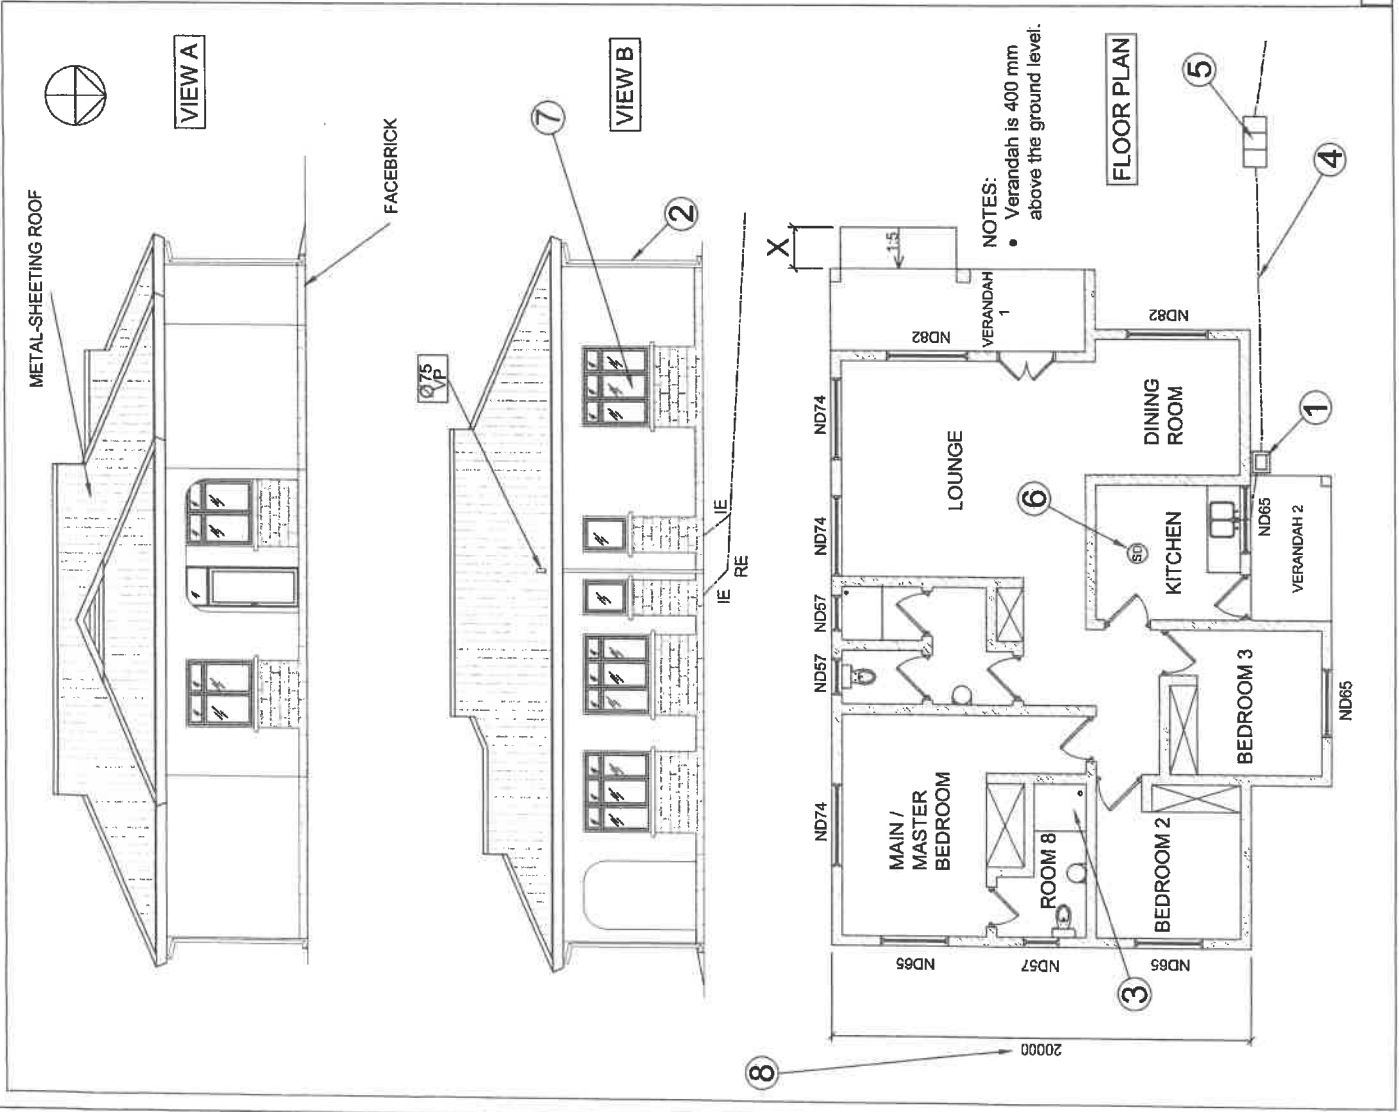 VIEW A
METAL-SHEETING ROOF
FACEBRICK
VIEW B
7
2
Ø75
VP
IE
RE
IE
FLOOR PLAN
NOTES:
• Verandah is 400 mm
above the ground level.
X
1:5
VERANDAH
1
ND82
ND82
ND74
ND74
ND57
ND57
ND74
LOUNGE
DINING
ROOM
5
4
1
6
SD
KITCHEN
ND65
VERANDAH 2
BEDROOM 3
ND65
MAIN /
MASTER
BEDROOM
ROOM 8
BEDROOM 2
ND65
ND57
ND65
3
20000
8